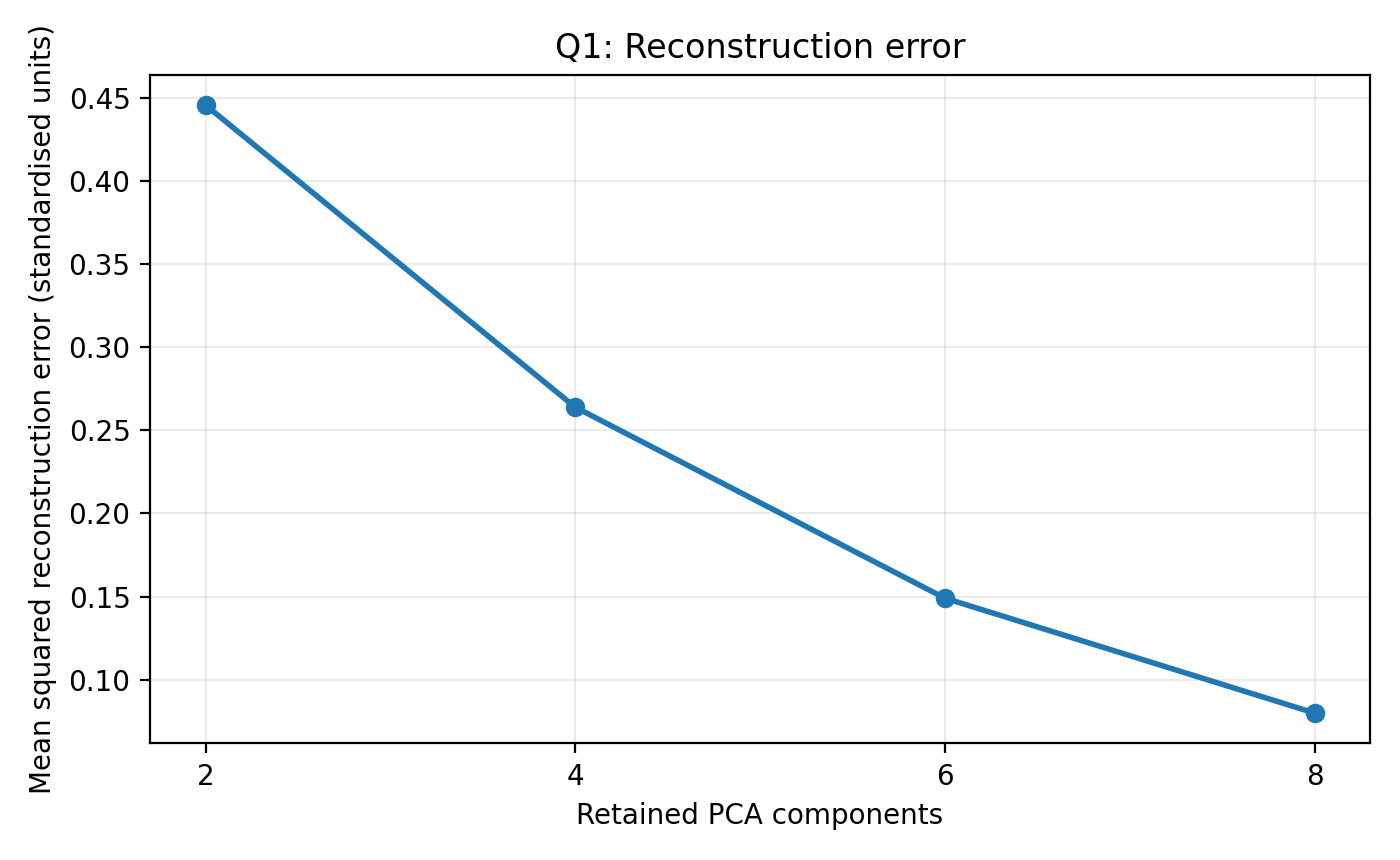 Q1: Reconstruction error
Mean squared reconstruction error (standardised units)
0.45
0.40
0.35
0.30
0.25
0.20
0.15
0.10
2 4 6 8
Retained PCA components